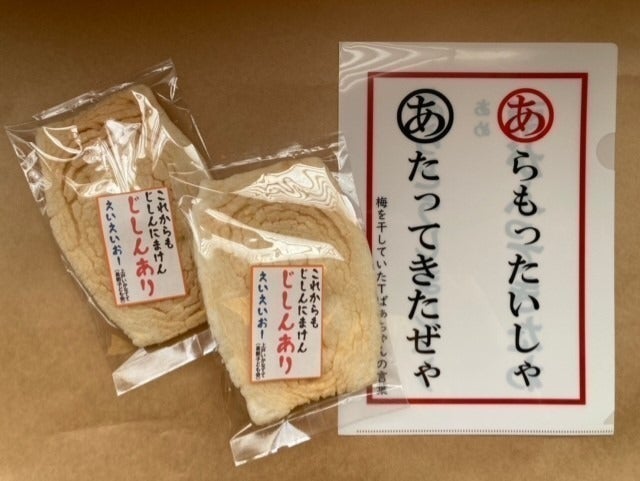 これからも
じしんにまけん
じしんあり
えいえいおー！
これからも
じしんにまけん
じしんあり
えいえいおー！
あらもったいしゃ
あたってきたぜゃ
梅を干していたTばぁちゃんの言葉
あめ